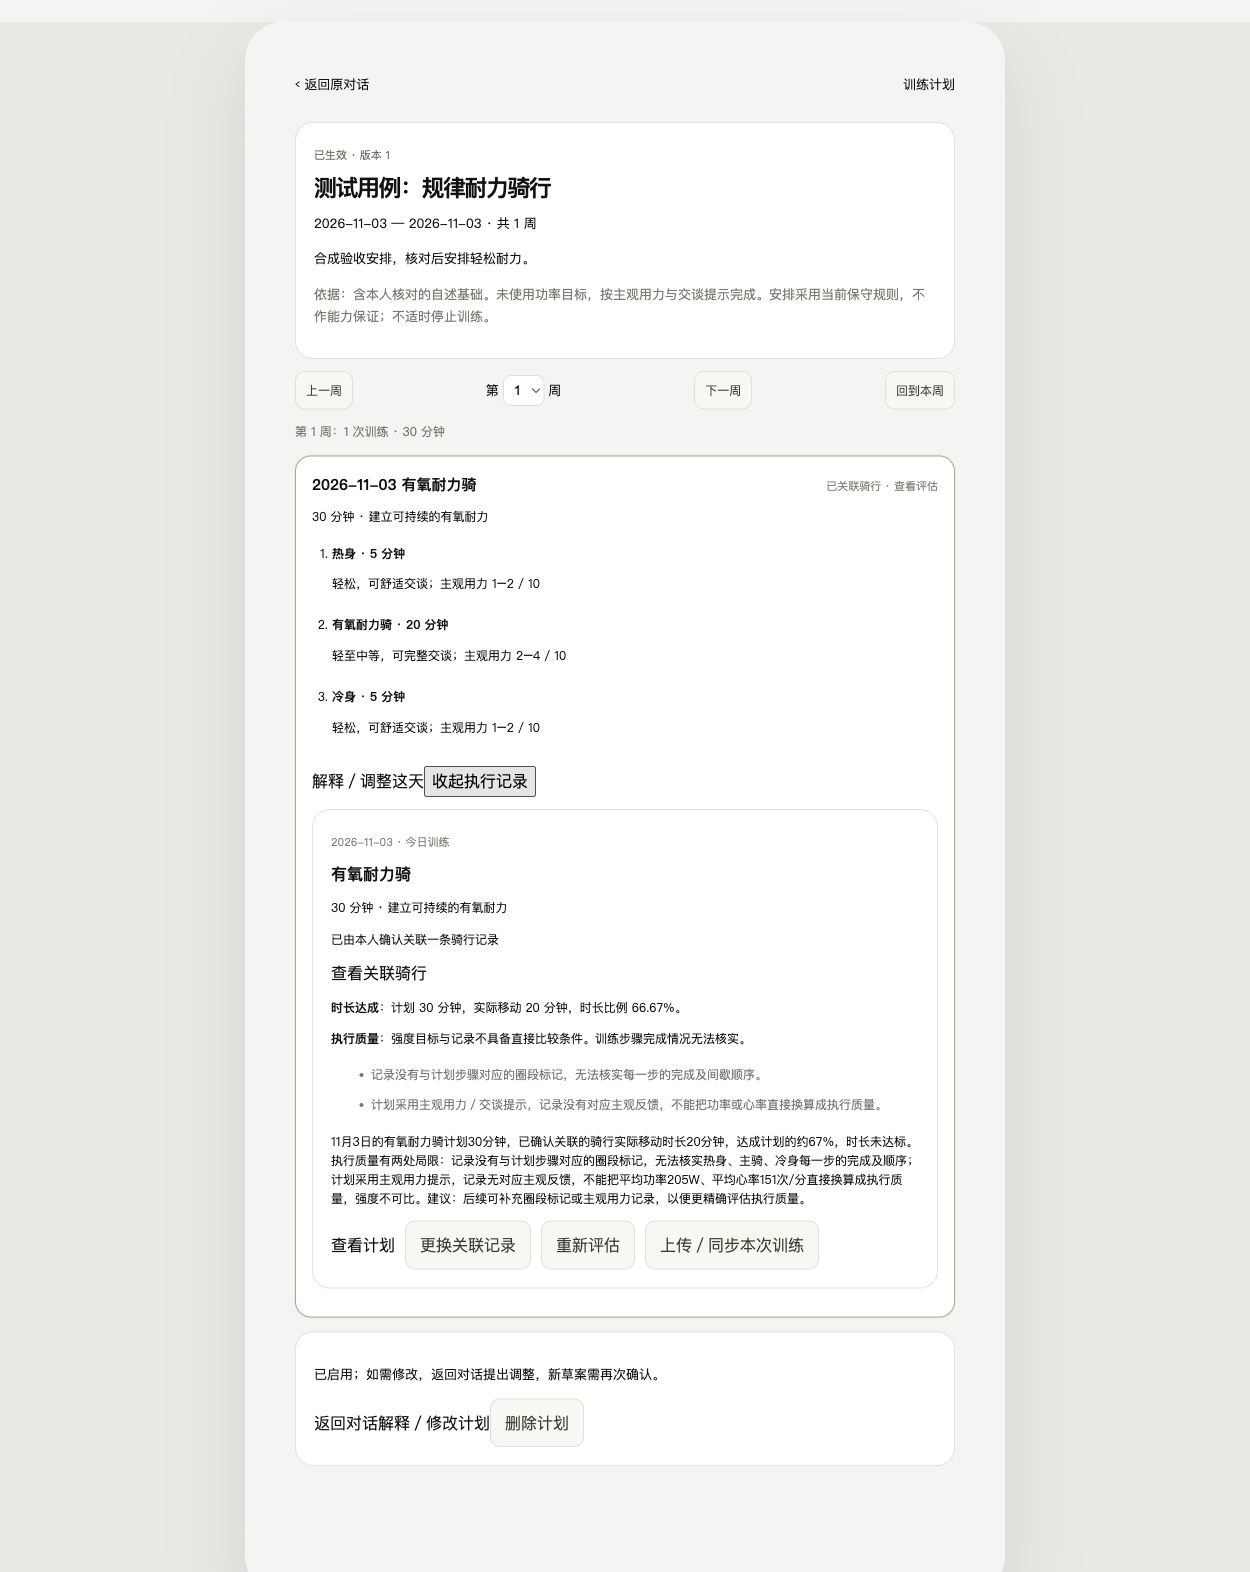 ‹ 返回原对话
训练计划
已生效 · 版本 1
测试用例：规律耐力骑行
2026-11-03 — 2026-11-03 · 共 1 周
合成验收安排，核对后安排轻松耐力。
依据：含本人核对的自述基础。未使用功率目标，按主观用力与交谈提示完成。安排采用当前保守规则，不
作能力保证；不适时停止训练。
上一周
第 1 周
下一周
回到本周
第 1 周：1 次训练 · 30 分钟
2026-11-03 有氧耐力骑
已关联骑行 · 查看评估
30 分钟 · 建立可持续的有氧耐力
1. 热身 · 5 分钟
轻松，可舒适交谈；主观用力 1–2 / 10
2. 有氧耐力骑 · 20 分钟
轻至中等，可完整交谈；主观用力 2–4 / 10
3. 冷身 · 5 分钟
轻松，可舒适交谈；主观用力 1–2 / 10
解释 / 调整这天 收起执行记录
2026-11-03 · 今日训练
有氧耐力骑
30 分钟 · 建立可持续的有氧耐力
已由本人确认关联一条骑行记录
查看关联骑行
时长达成：计划 30 分钟，实际移动 20 分钟，时长比例 66.67%。
执行质量：强度目标与记录不具备直接比较条件。训练步骤完成情况无法核实。
• 记录没有与计划步骤对应的圈段标记，无法核实每一步的完成及间歇顺序。
• 计划采用主观用力 / 交谈提示，记录没有对应主观反馈，不能把功率或心率直接换算成执行质量。
11月3日的有氧耐力骑计划30分钟，已确认关联的骑行实际移动时长20分钟，达成计划的约67%，时长未达标。
执行质量有两处局限：记录没有与计划步骤对应的圈段标记，无法核实热身、主骑、冷身每一步的完成及顺序；
计划采用主观用力提示，记录无对应主观反馈，不能把平均功率205W、平均心率151次/分直接换算成执行质
量，强度不可比。建议：后续可补充圈段标记或主观用力记录，以便更精确评估执行质量。
查看计划 更换关联记录 重新评估 上传 / 同步本次训练
已启用；如需修改，返回对话提出调整，新草案需再次确认。
返回对话解释 / 修改计划 删除计划